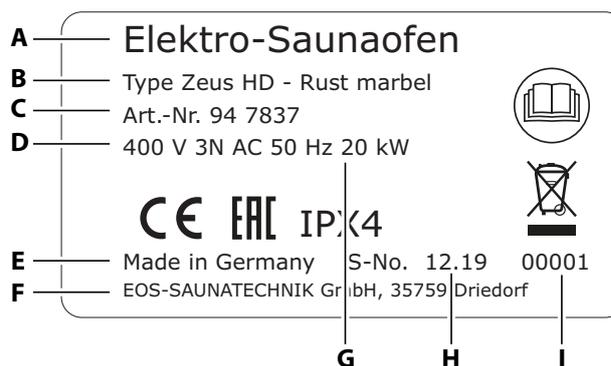 A Elektro-Saunaofen
B Type Zeus HD - Rust marbel
C Art.-Nr. 94 7837
D 400 V 3N AC 50 Hz 20 kW
CE EAC IPX4
E Made in Germany S-No. 12.19 00001
F EOS-SAUNATECHNIK GmbH, 35759 Driedorf
G H I